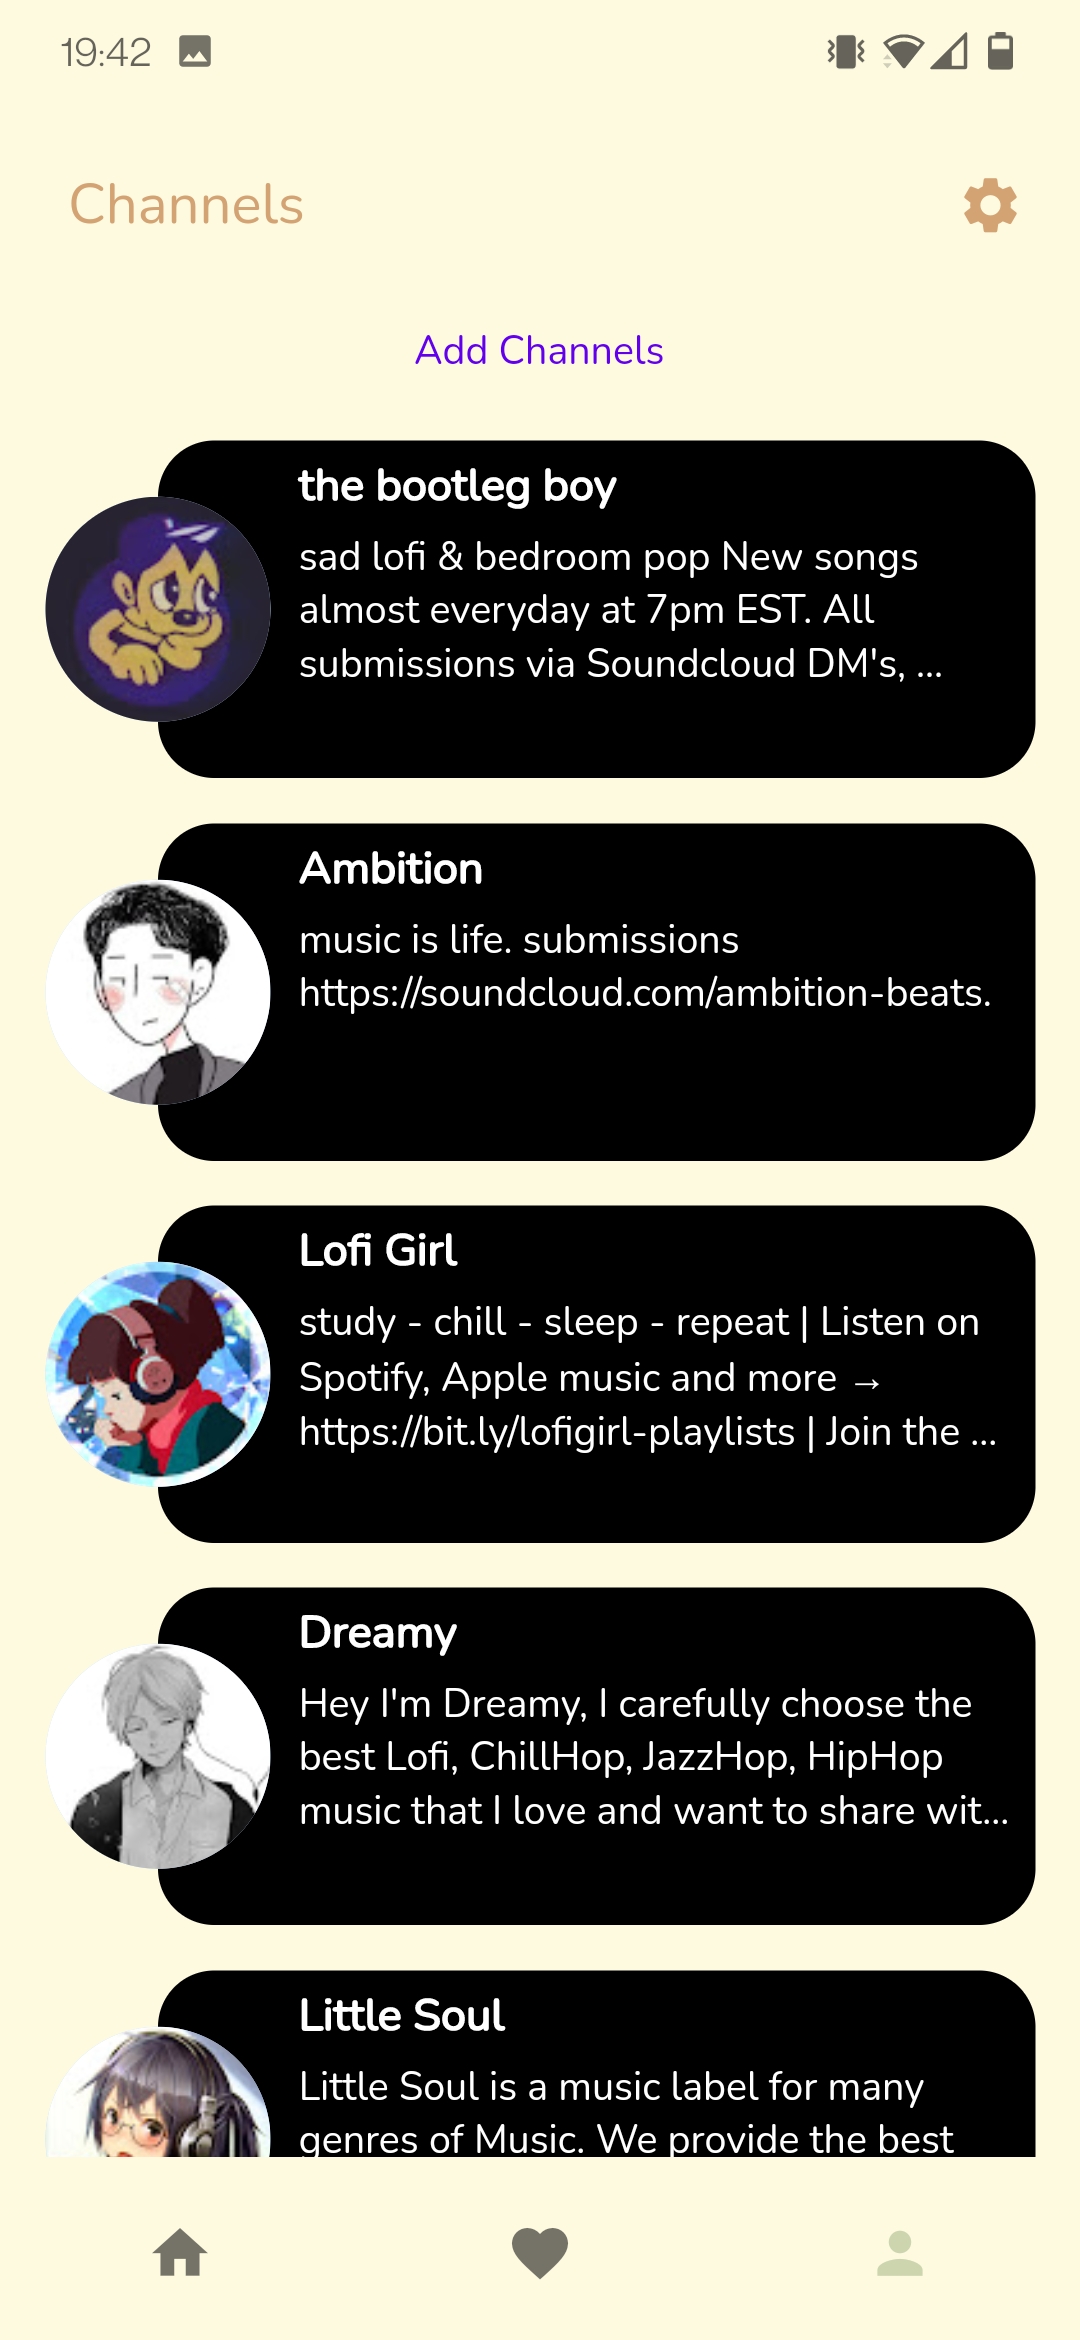 19:42
Channels
Add Channels
the bootleg boy
sad lofi & bedroom pop New songs
almost everyday at 7pm EST. All
submissions via Soundcloud DM's, ...
Ambition
music is life. submissions
https://soundcloud.com/ambition-beats.
Lofi Girl
study - chill - sleep - repeat | Listen on
Spotify, Apple music and more →
https://bit.ly/lofigirl-playlists | Join the ...
Dreamy
Hey I'm Dreamy, I carefully choose the
best Lofi, ChillHop, JazzHop, HipHop
music that I love and want to share wit...
Little Soul
Little Soul is a music label for many
genres of Music. We provide the best